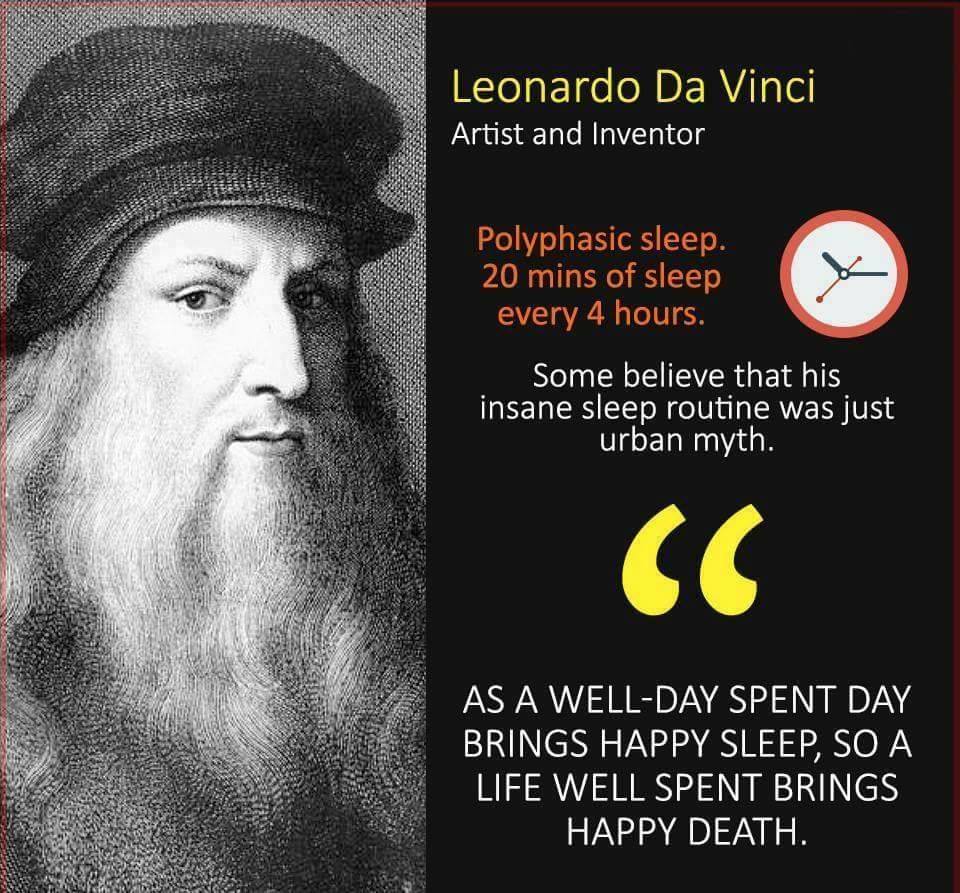 Leonardo Da Vinci
Artist and Inventor
Polyphasic sleep.
20 mins of sleep
every 4 hours.
Some believe that his
insane sleep routine was just
urban myth.
“
AS A WELL-DAY SPENT DAY
BRINGS HAPPY SLEEP, SO A
LIFE WELL SPENT BRINGS
HAPPY DEATH.